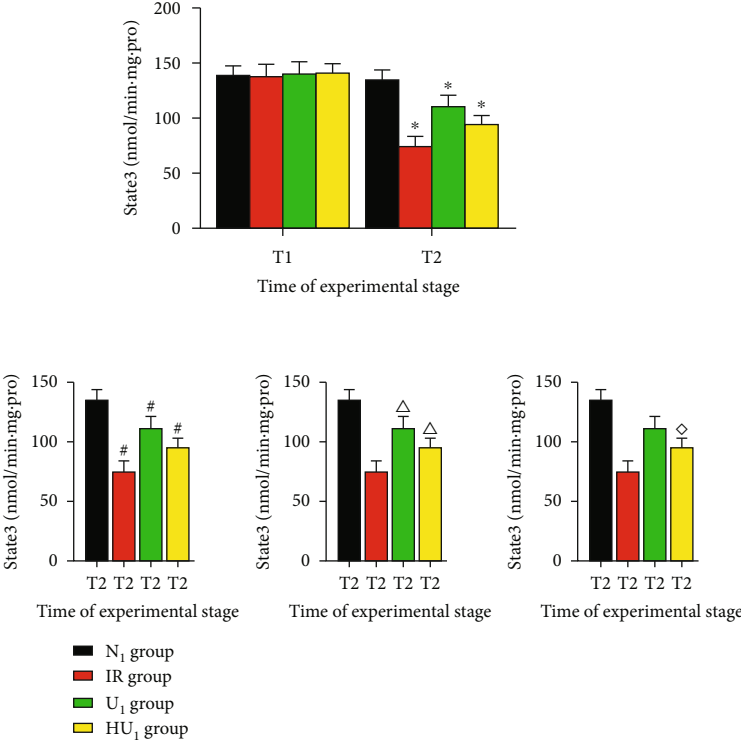 State3 (nmol/min·mg·pro)
200
150
100
50
0
* * *
T1 T2
Time of experimental stage
State3 (nmol/min·mg·pro)
150
100
50
0
# # #
T2 T2 T2 T2
Time of experimental stage
State3 (nmol/min·mg·pro)
150
100
50
0
△ △
T2 T2 T2 T2
Time of experimental stage
State3 (nmol/min·mg·pro)
150
100
50
0
◇
T2 T2 T2 T2
Time of experimental stage
N₁ group
IR group
U₁ group
HU₁ group